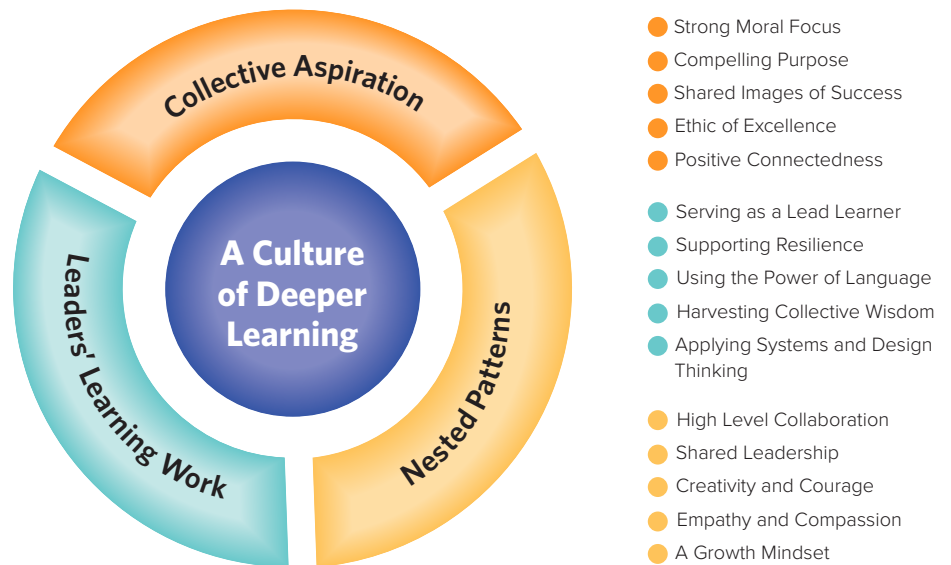 Collective Aspiration
Leaders' Learning Work
Nested Patterns
A Culture
of Deeper
Learning
Strong Moral Focus
Compelling Purpose
Shared Images of Success
Ethic of Excellence
Positive Connectedness
Serving as a Lead Learner
Supporting Resilience
Using the Power of Language
Harvesting Collective Wisdom
Applying Systems and Design
Thinking
High Level Collaboration
Shared Leadership
Creativity and Courage
Empathy and Compassion
A Growth Mindset